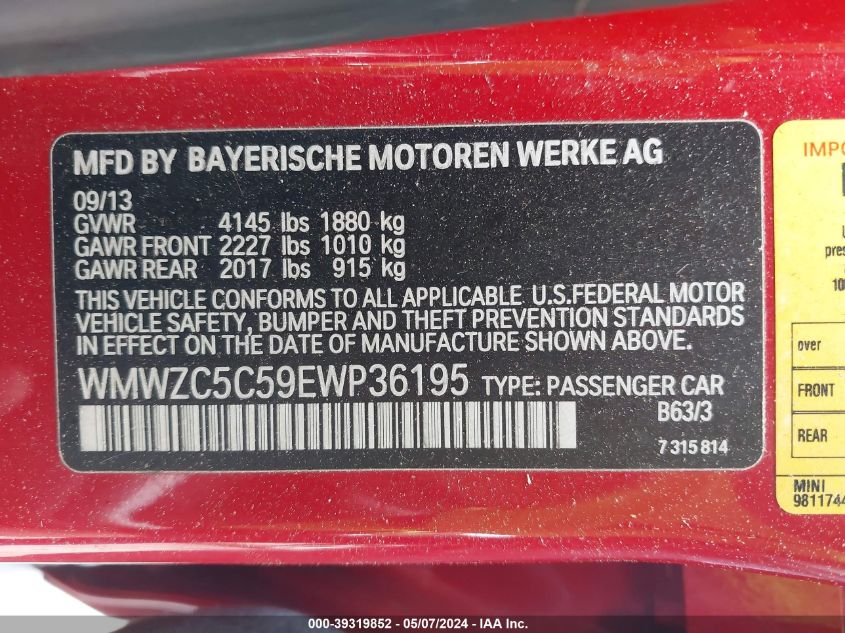 MFD BY BAYERISCHE MOTOREN WERKE AG
09/13
GVWR 4145 lbs 1880 kg
GAWR FRONT 2227 lbs 1010 kg
GAWR REAR 2017 lbs 915 kg
THIS VEHICLE CONFORMS TO ALL APPLICABLE U.S.FEDERAL MOTOR
VEHICLE SAFETY, BUMPER AND THEFT PREVENTION STANDARDS
IN EFFECT ON THE DATE OF MANUFACTURE SHOWN ABOVE.
WMWZC5C59EWP36195 TYPE: PASSENGER CAR
B63/3
7 315 814
over
FRONT
REAR
MINI
000-39319852 - 05/07/2024 - IAA Inc.